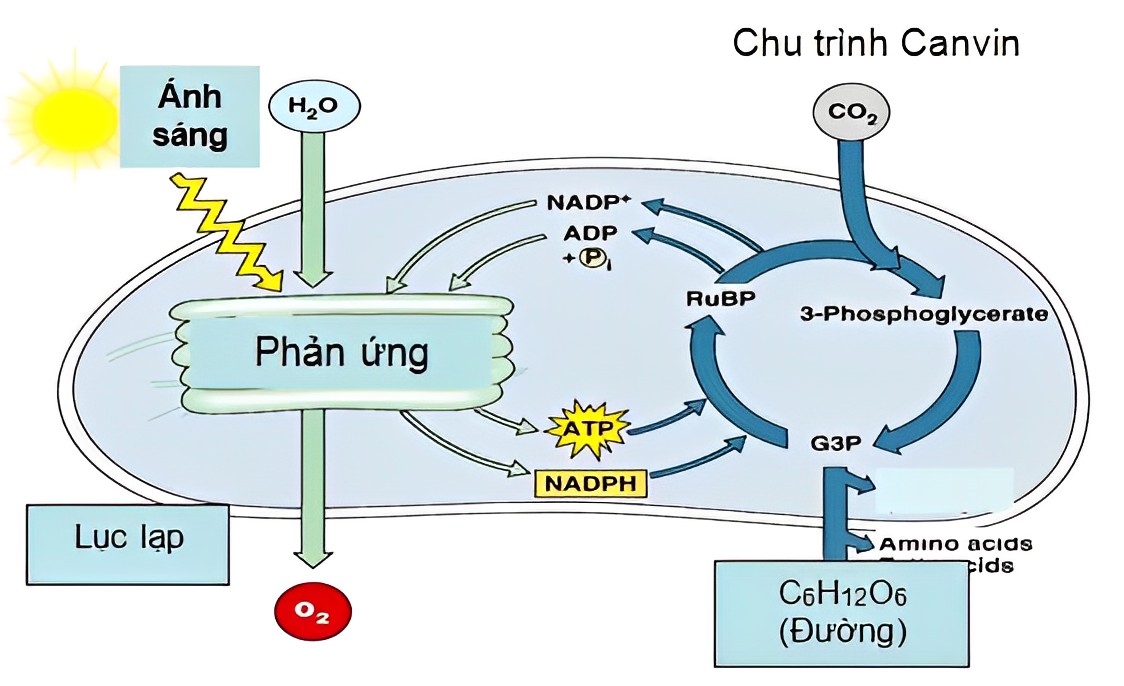 Chu trình Canvin
Ánh
sáng
H₂O
CO₂
NADP⁺
ADP
+ Pᵢ
RuBP
3-Phosphoglycerate
Phản ứng
ATP
G3P
NADPH
Lục lạp
Amino acids
cids
C₆H₁₂O₆
(Đường)
O₂